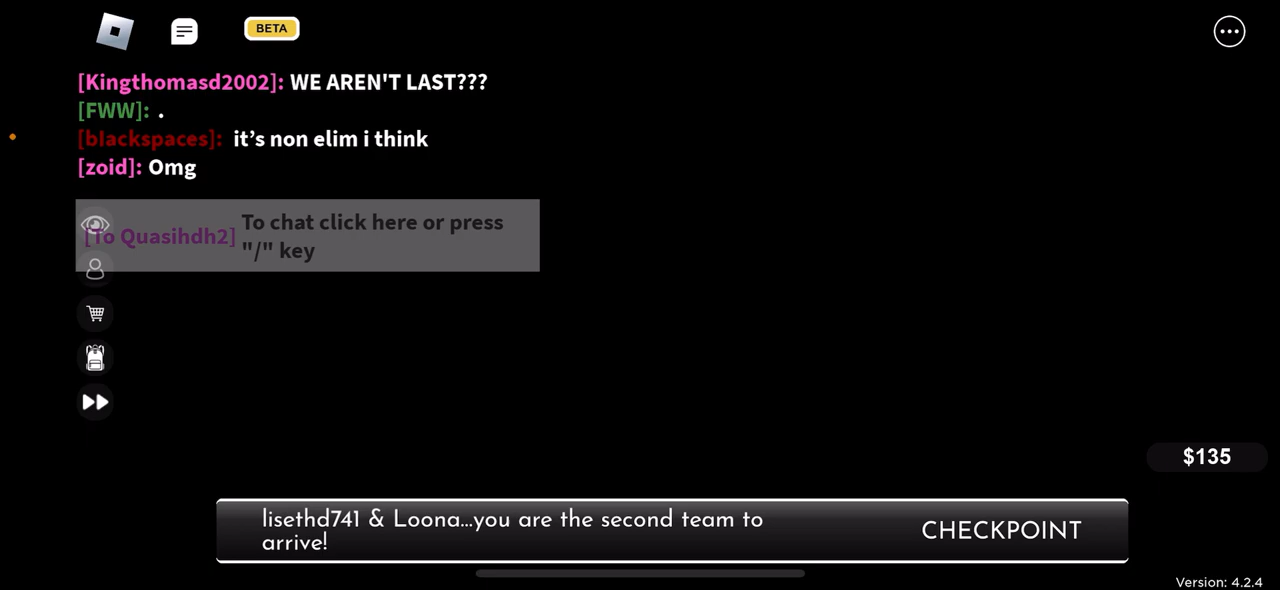 BETA
[Kingthomasd2002]: WE AREN'T LAST???
[FWW]: .
[blackspaces]: it's non elim i think
[zoid]: Omg
[To Quasihdh2] To chat click here or press
"/" key
$135
lisethd741 & Loona...you are the second team to
arrive!
CHECKPOINT
Version: 4.2.4